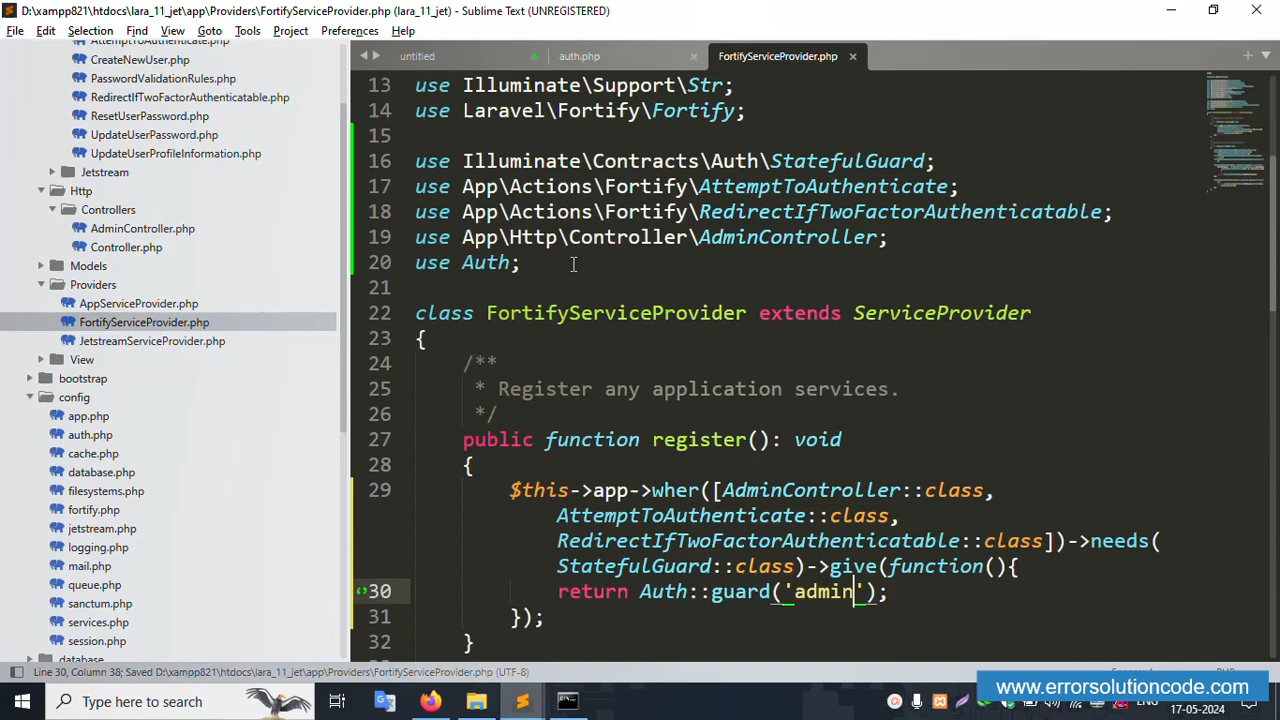 D:\xampp821\htdocs\lara_11_jet\app\Providers\FortifyServiceProvider.php (lara_11_jet) - Sublime Text (UNREGISTERED)
File Edit Selection Find View Goto Tools Project Preferences Help
AttemptToAuthenticate.php
CreateNewUser.php
PasswordValidationRules.php
RedirectIfTwoFactorAuthenticatable.php
ResetUserPassword.php
UpdateUserPassword.php
UpdateUserProfileInformation.php
Jetstream
Http
Controllers
AdminController.php
Controller.php
Models
Providers
AppServiceProvider.php
FortifyServiceProvider.php
JetstreamServiceProvider.php
View
bootstrap
config
app.php
auth.php
cache.php
database.php
filesystems.php
fortify.php
jetstream.php
logging.php
mail.php
queue.php
sanctum.php
services.php
session.php
database
untitled auth.php FortifyServiceProvider.php
13 use Illuminate\Support\Str;
14 use Laravel\Fortify\Fortify;
15
16 use Illuminate\Contracts\Auth\StatefulGuard;
17 use App\Actions\Fortify\AttemptToAuthenticate;
18 use App\Actions\Fortify\RedirectIfTwoFactorAuthenticatable;
19 use App\Http\Controller\AdminController;
20 use Auth;
21
22 class FortifyServiceProvider extends ServiceProvider
23 {
24 /**
25 * Register any application services.
26 */
27 public function register(): void
28 {
29 $this->app->wher([AdminController::class,
AttemptToAuthenticate::class,
RedirectIfTwoFactorAuthenticatable::class])->needs(
StatefulGuard::class)->give(function(){
30 return Auth::guard('admin');
31 });
32 }
Line 30, Column 38; Saved D:\xampp821\htdocs\lara_11_jet\app\Providers\FortifyServiceProvider.php (UTF-8)
Type here to search
www.errorsolutioncode.com
17-05-2024